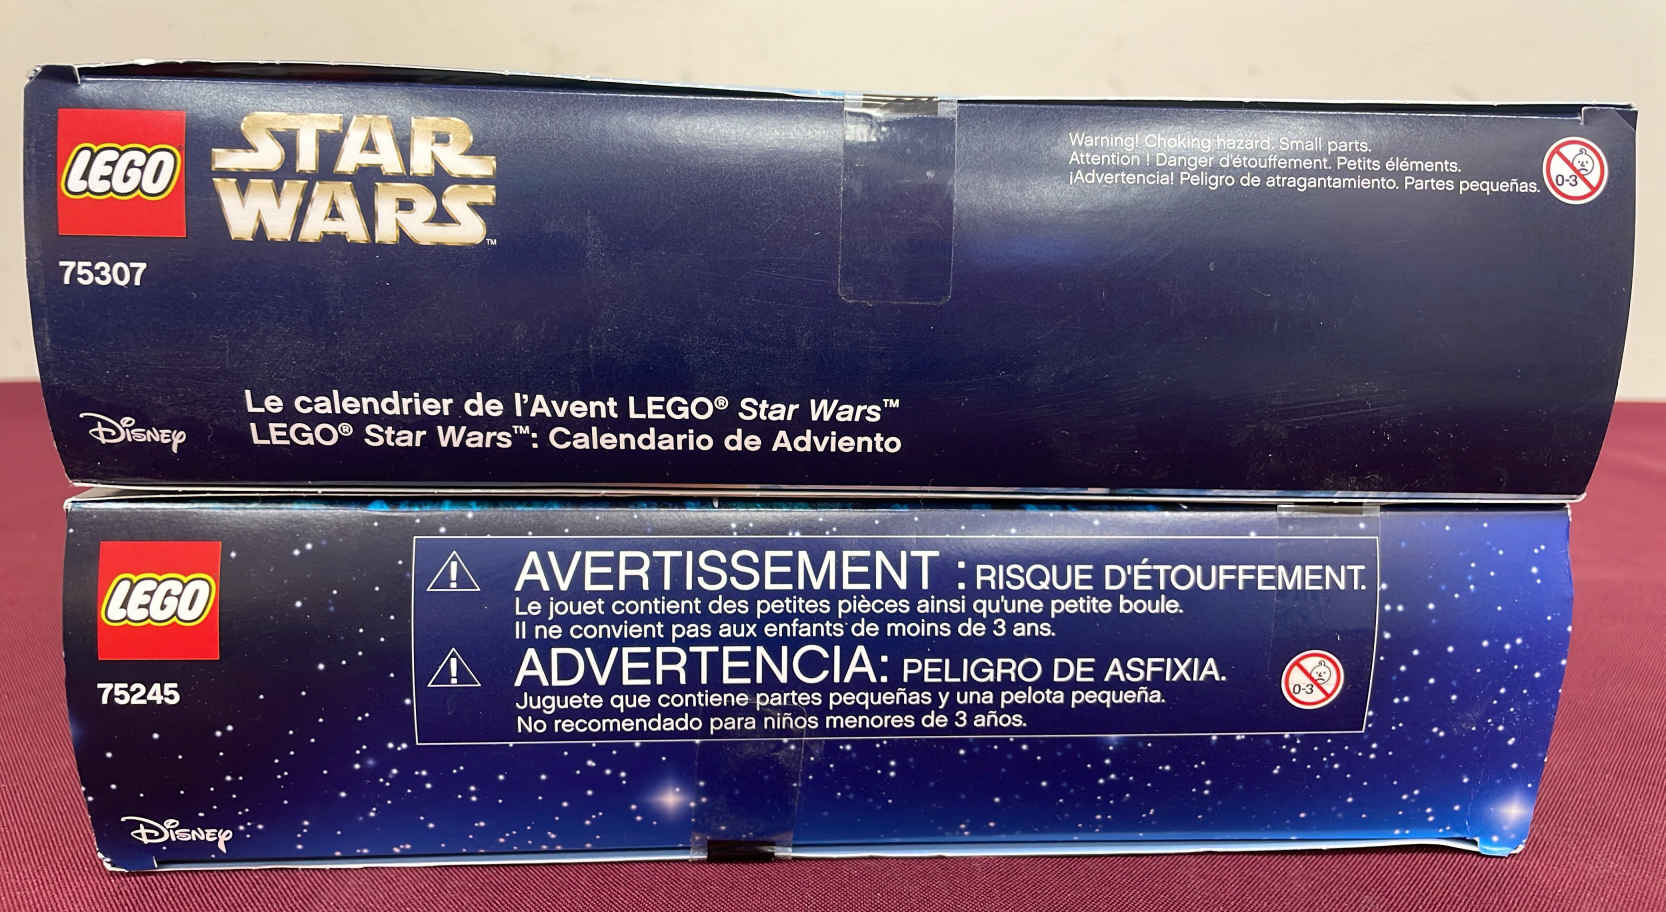 LEGO
STAR
WARS™
75307
Warning! Choking hazard. Small parts.
Attention ! Danger d'étouffement. Petits éléments.
¡Advertencia! Peligro de atragantamiento. Partes pequeñas.
0-3
Disney
Le calendrier de l'Avent LEGO® Star Wars™
LEGO® Star Wars™: Calendario de Adviento
LEGO
75245
AVERTISSEMENT : RISQUE D'ÉTOUFFEMENT.
Le jouet contient des petites pièces ainsi qu'une petite boule.
Il ne convient pas aux enfants de moins de 3 ans.
ADVERTENCIA: PELIGRO DE ASFIXIA.
Juguete que contiene partes pequeñas y una pelota pequeña.
No recomendado para niños menores de 3 años.
0-3
Disney